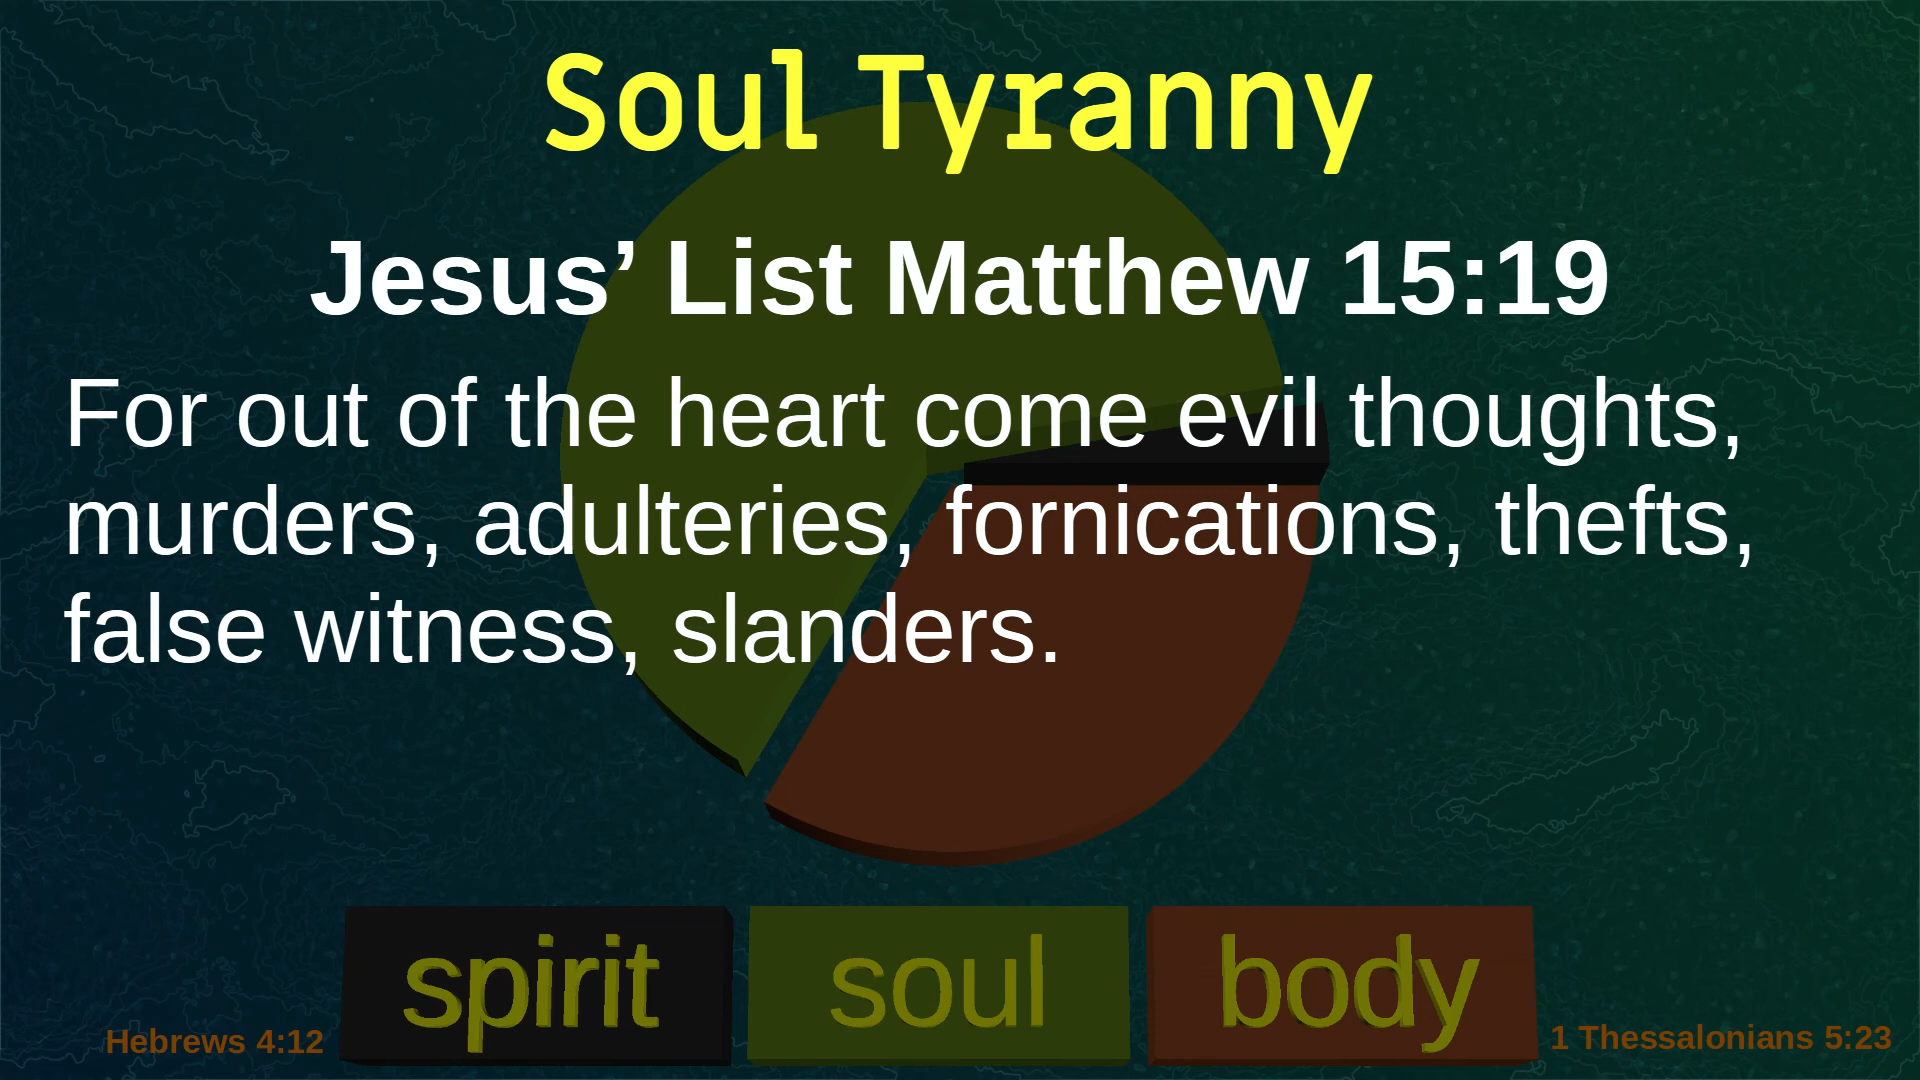 Soul Tyranny
Jesus’ List Matthew 15:19
For out of the heart come evil thoughts,
murders, adulteries, fornications, thefts,
false witness, slanders.
spirit
soul
body
Hebrews 4:12
1 Thessalonians 5:23